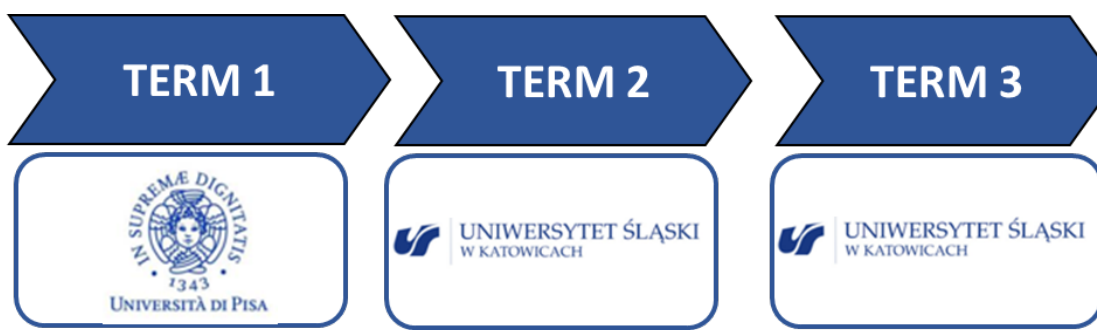 TERM 1
TERM 2
TERM 3
IN SUPREMÆ DIGNITATIS
· 1343 ·
UNIVERSITÀ DI PISA
UNIWERSYTET ŚLĄSKI
W KATOWICACH
UNIWERSYTET ŚLĄSKI
W KATOWICACH